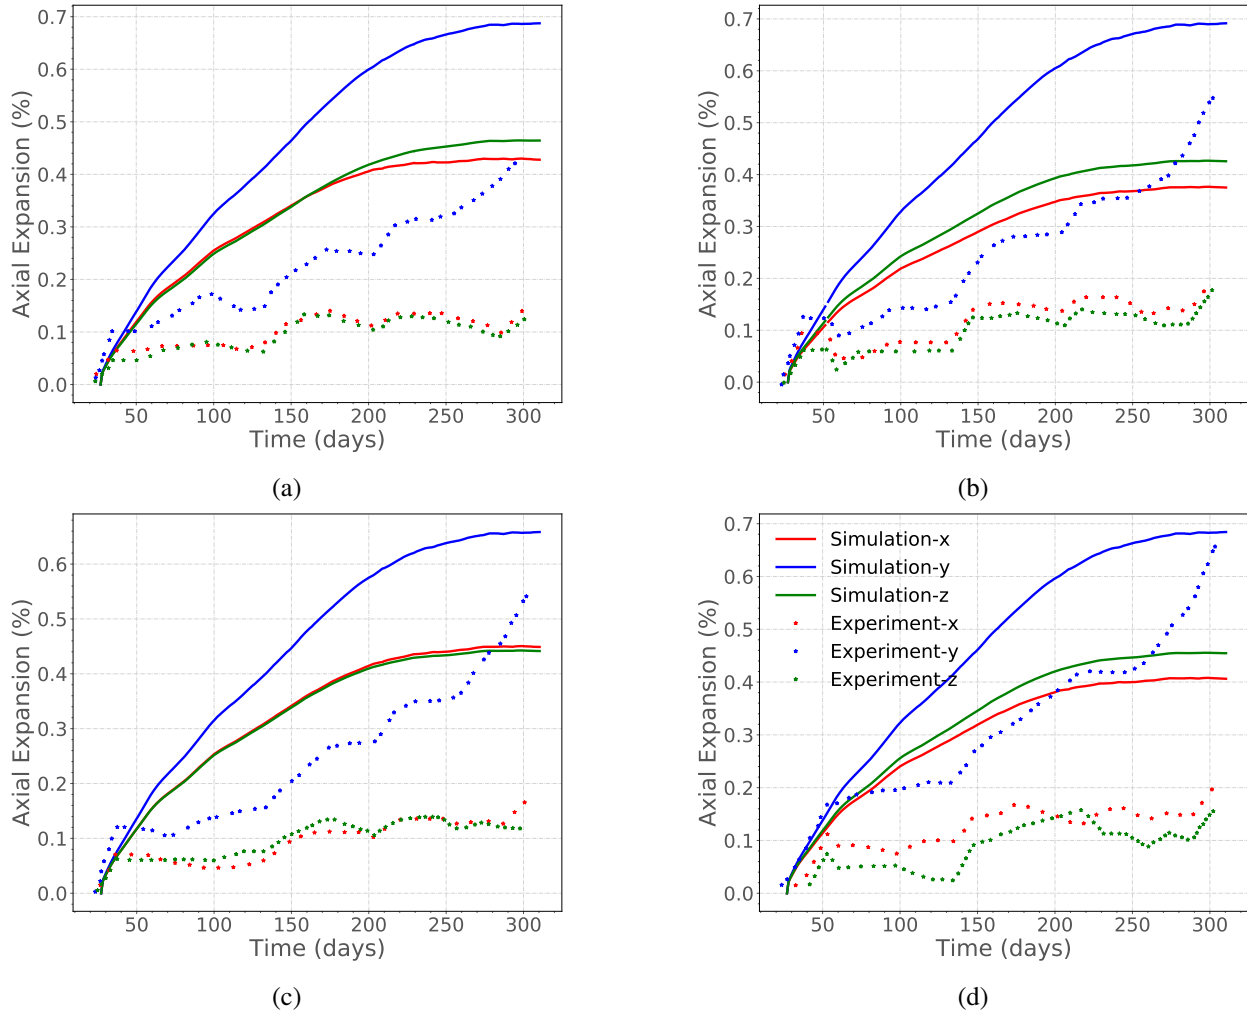 0.7
0.6
0.5
0.4
0.3
0.2
0.1
0.0
Axial Expansion (%)
50 100 150 200 250 300
Time (days)
(a)
0.7
0.6
0.5
0.4
0.3
0.2
0.1
0.0
Axial Expansion (%)
50 100 150 200 250 300
Time (days)
(b)
0.6
0.5
0.4
0.3
0.2
0.1
0.0
Axial Expansion (%)
50 100 150 200 250 300
Time (days)
(c)
0.7
0.6
0.5
0.4
0.3
0.2
0.1
0.0
Axial Expansion (%)
Simulation-x
Simulation-y
Simulation-z
Experiment-x
Experiment-y
Experiment-z
50 100 150 200 250 300
Time (days)
(d)